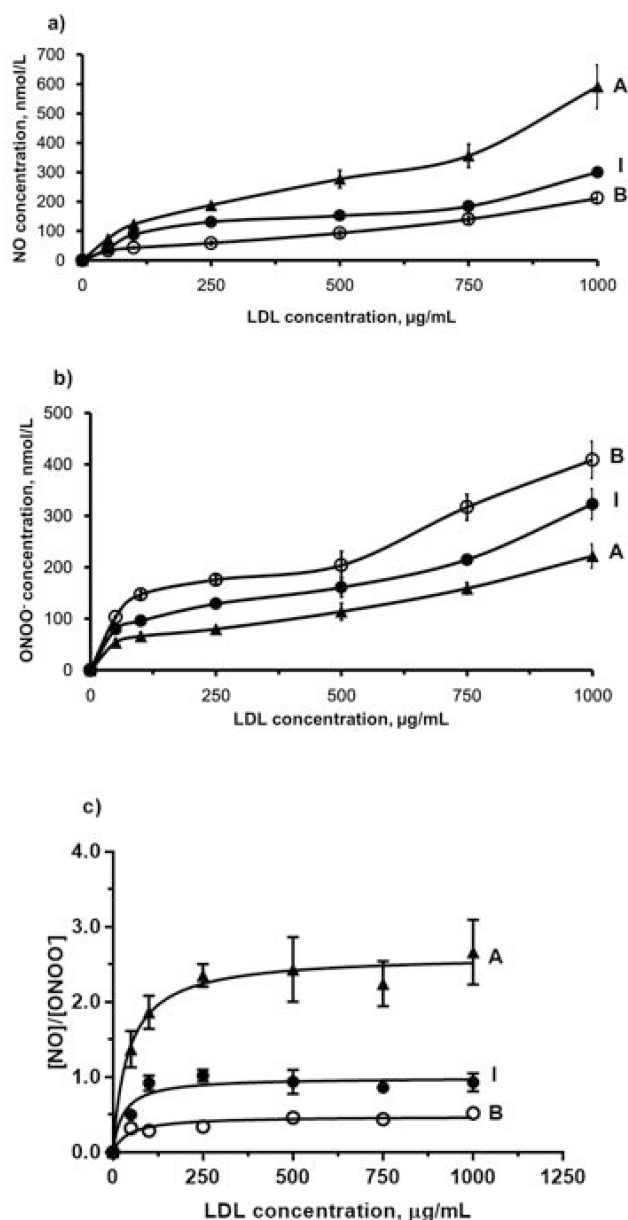 a)
700
600
500
400
300
200
100
0
NO concentration, nmol/L
A
I
B
0 250 500 750 1000
LDL concentration, µg/mL
b)
500
400
300
200
100
0
ONOO⁻ concentration, nmol/L
B
I
A
0 250 500 750 1000
LDL concentration, µg/mL
c)
4.0
3.0
2.0
1.0
0.0
[NO]/[ONOO⁻]
A
I
B
0 250 500 750 1000 1250
LDL concentration, µg/mL